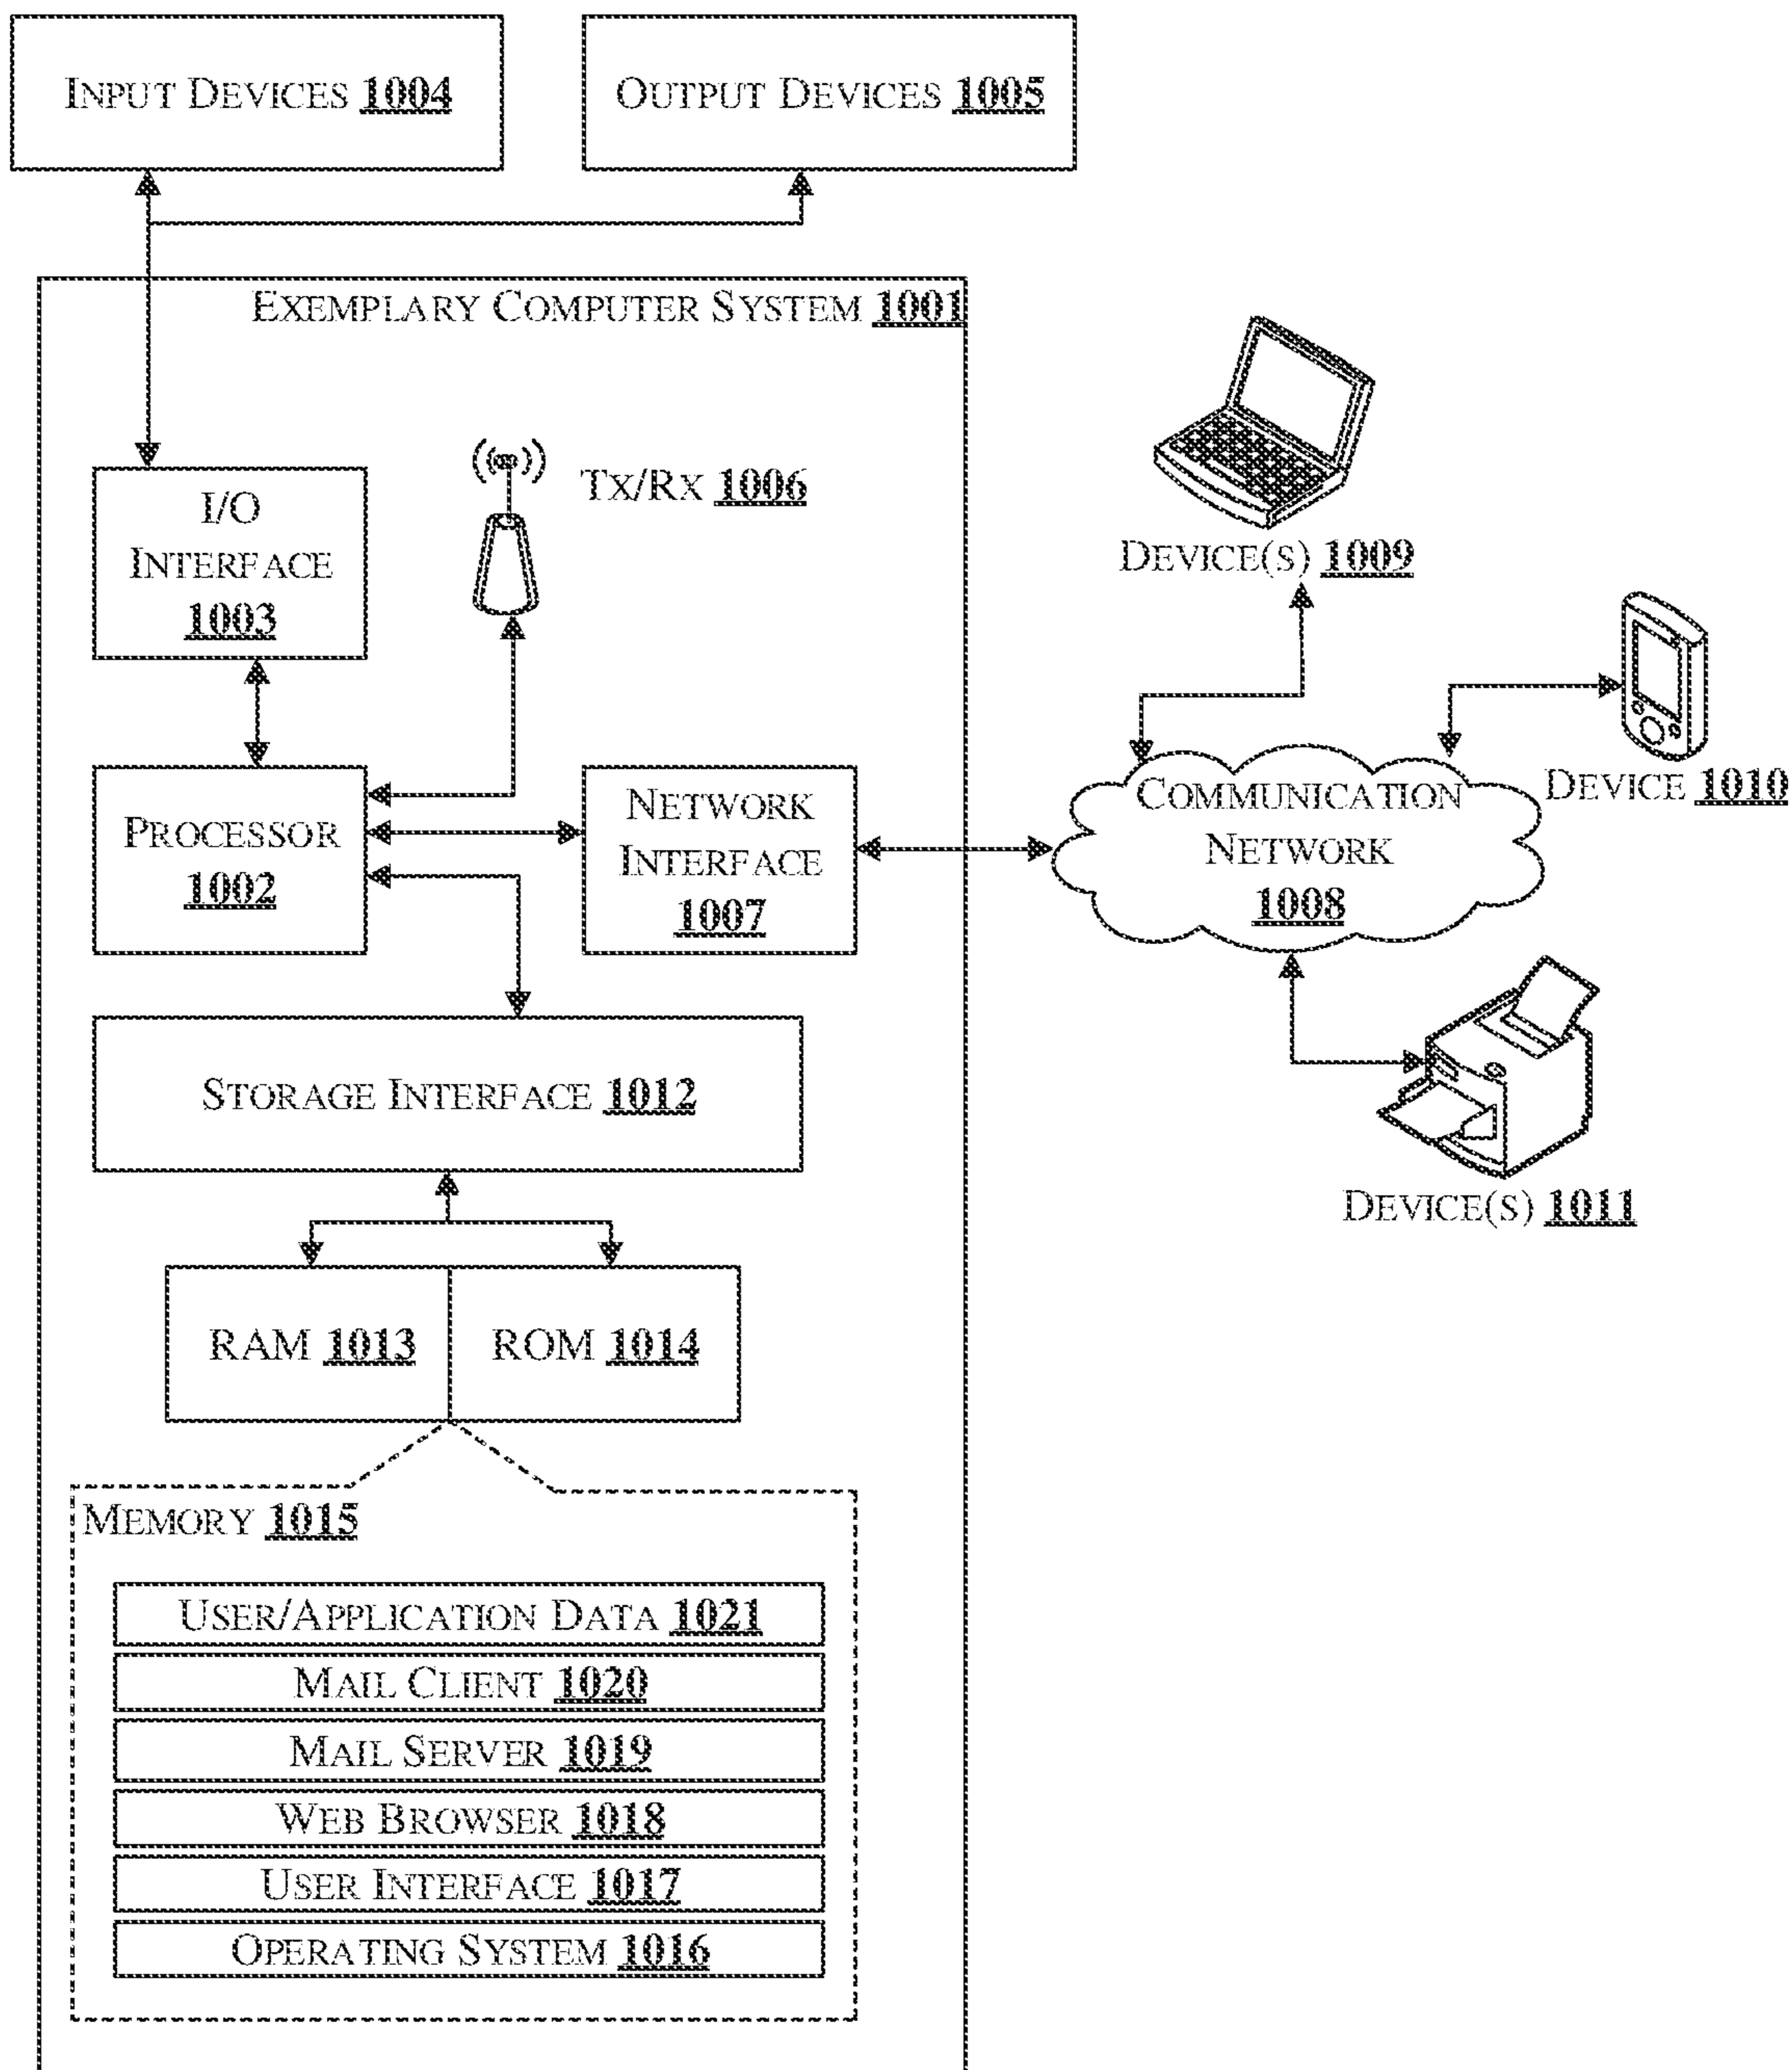 INPUT DEVICES 1004
OUTPUT DEVICES 1005
EXEMPLARY COMPUTER SYSTEM 1001
I/O
INTERFACE
1003
TX/RX 1006
DEVICE(S) 1009
DEVICE 1010
PROCESSOR
1002
NETWORK
INTERFACE
1007
COMMUNICATION
NETWORK
1008
STORAGE INTERFACE 1012
DEVICE(S) 1011
RAM 1013
ROM 1014
MEMORY 1015
USER/APPLICATION DATA 1021
MAIL CLIENT 1020
MAIL SERVER 1019
WEB BROWSER 1018
USER INTERFACE 1017
OPERATING SYSTEM 1016